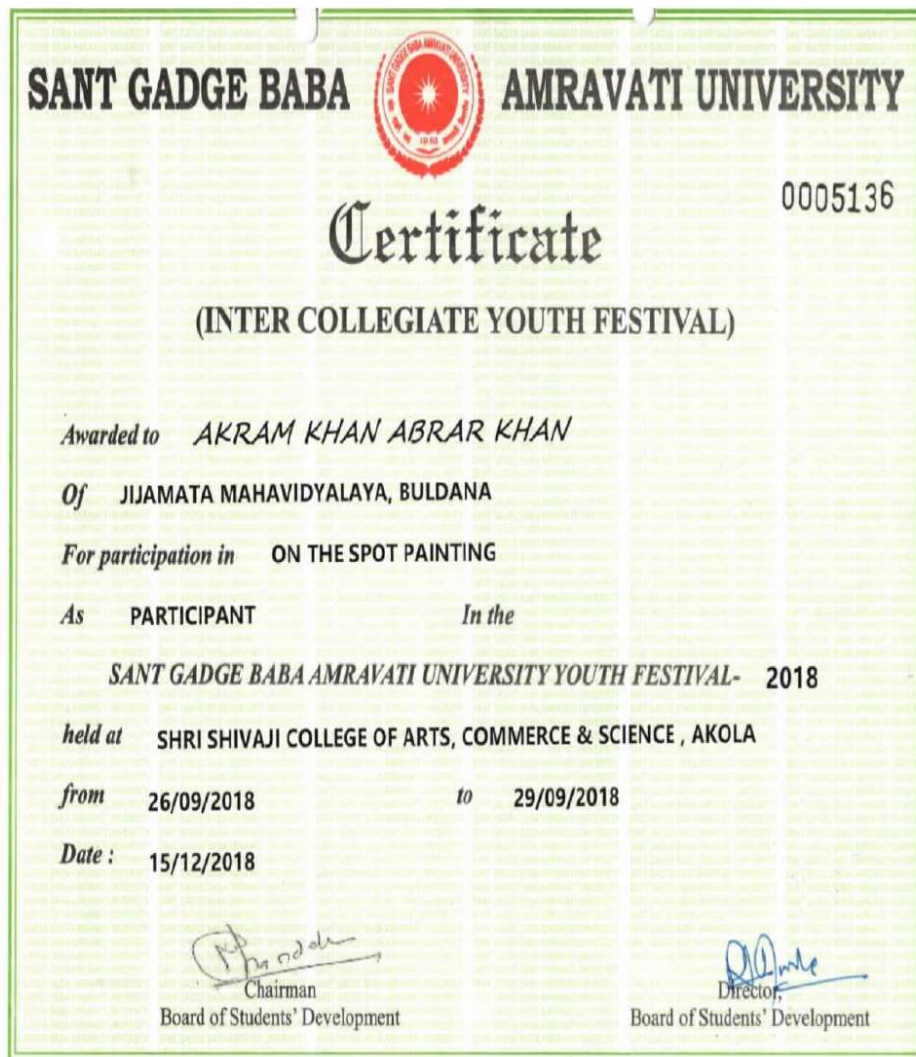 SANT GADGE BABA AMRAVATI UNIVERSITY
0005136
Certificate
(INTER COLLEGIATE YOUTH FESTIVAL)
Awarded to AKRAM KHAN ABRAR KHAN
Of JIJAMATA MAHAVIDYALAYA, BULDANA
For participation in ON THE SPOT PAINTING
As PARTICIPANT In the
SANT GADGE BABA AMRAVATI UNIVERSITY YOUTH FESTIVAL- 2018
held at SHRI SHIVAJI COLLEGE OF ARTS, COMMERCE & SCIENCE , AKOLA
from 26/09/2018 to 29/09/2018
Date : 15/12/2018
Chairman Director,
Board of Students' Development Board of Students' Development